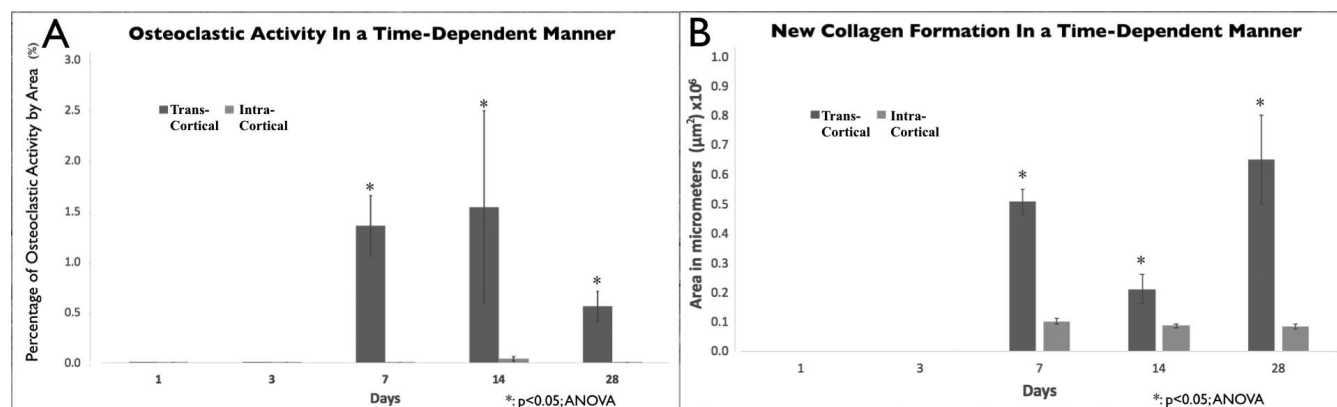 A
Osteoclastic Activity In a Time-Dependent Manner
Percentage of Osteoclastic Activity by Area (%)
3.0
2.5
2.0
1.5
1.0
0.5
0.0
Trans-Cortical
Intra-Cortical
*
*
*
1 3 7 14 28
Days
*: p<0.05; ANOVA
B
New Collagen Formation In a Time-Dependent Manner
Area in micrometers (µm²) x10⁶
1.0
0.9
0.8
0.7
0.6
0.5
0.4
0.3
0.2
0.1
0.0
Trans-Cortical
Intra-Cortical
*
*
*
1 3 7 14 28
Days
*: p<0.05; ANOVA